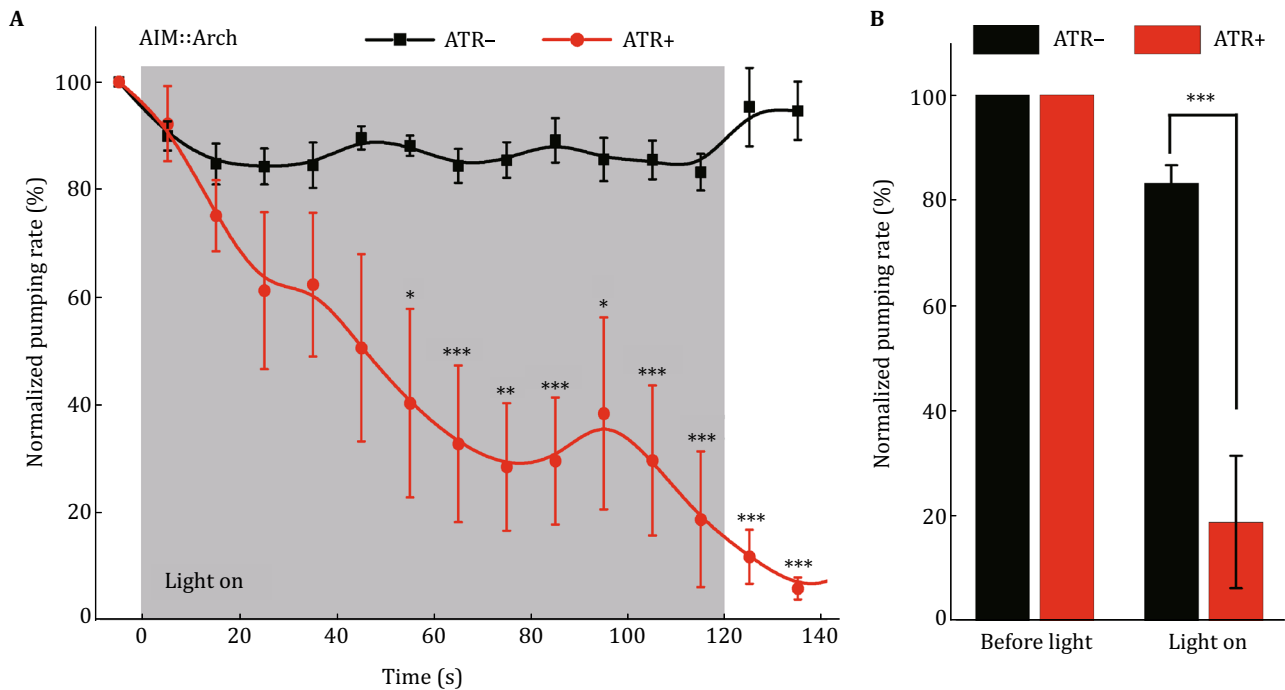 A
AIM::Arch
ATR−
ATR+
Normalized pumping rate (%)
100
80
60
40
20
0
*
***
**
***
*
***
***
***
***
Light on
0 20 40 60 80 100 120 140
Time (s)
B
ATR−
ATR+
Normalized pumping rate (%)
100
80
60
40
20
0
***
Before light Light on